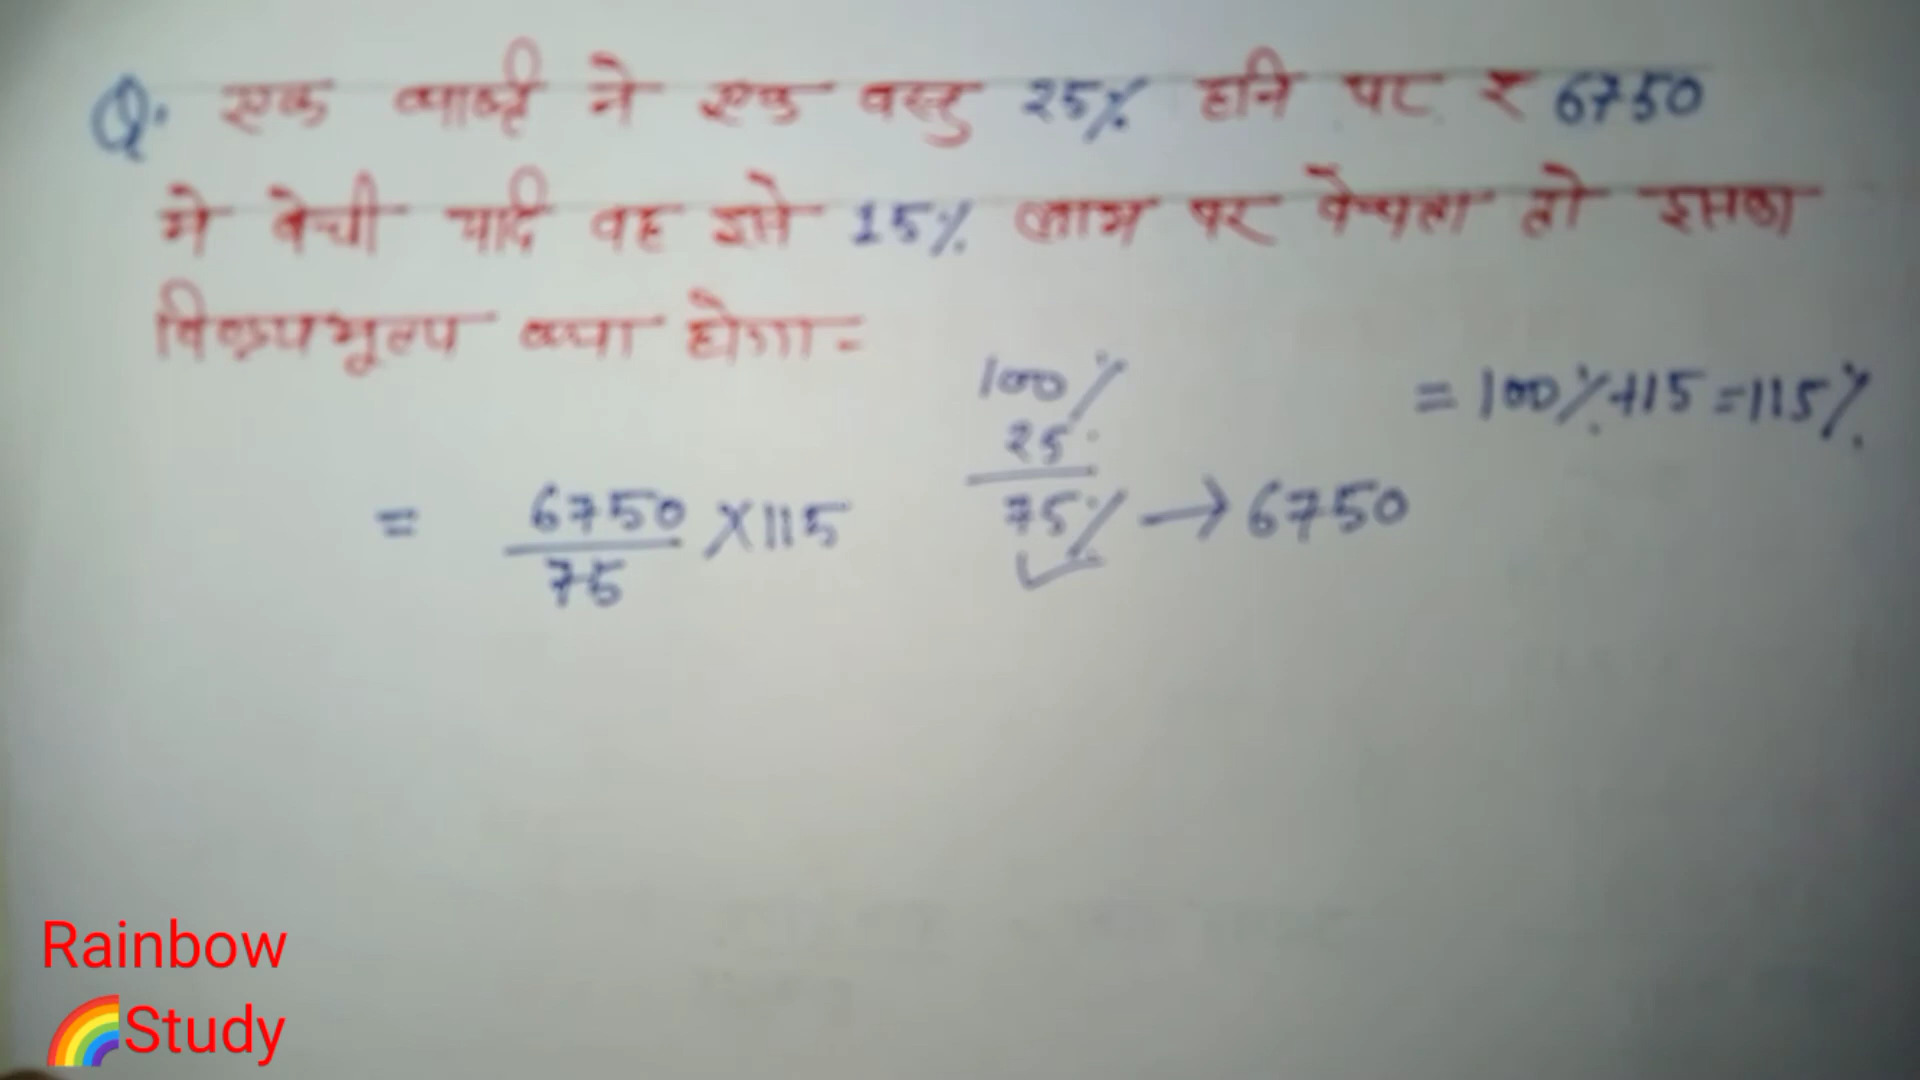 Q. एक व्यक्ति ने एक वस्तु 25% हानि पर ₹ 6750
मे बेची यदि वह इसे 15% लाभ पर बेचता तो इसका
विक्रयमूल्य क्या होगा -
100%
25
75% → 6750
= 100% + 15 = 115%
= 6750/75 × 115
Rainbow
🌈Study